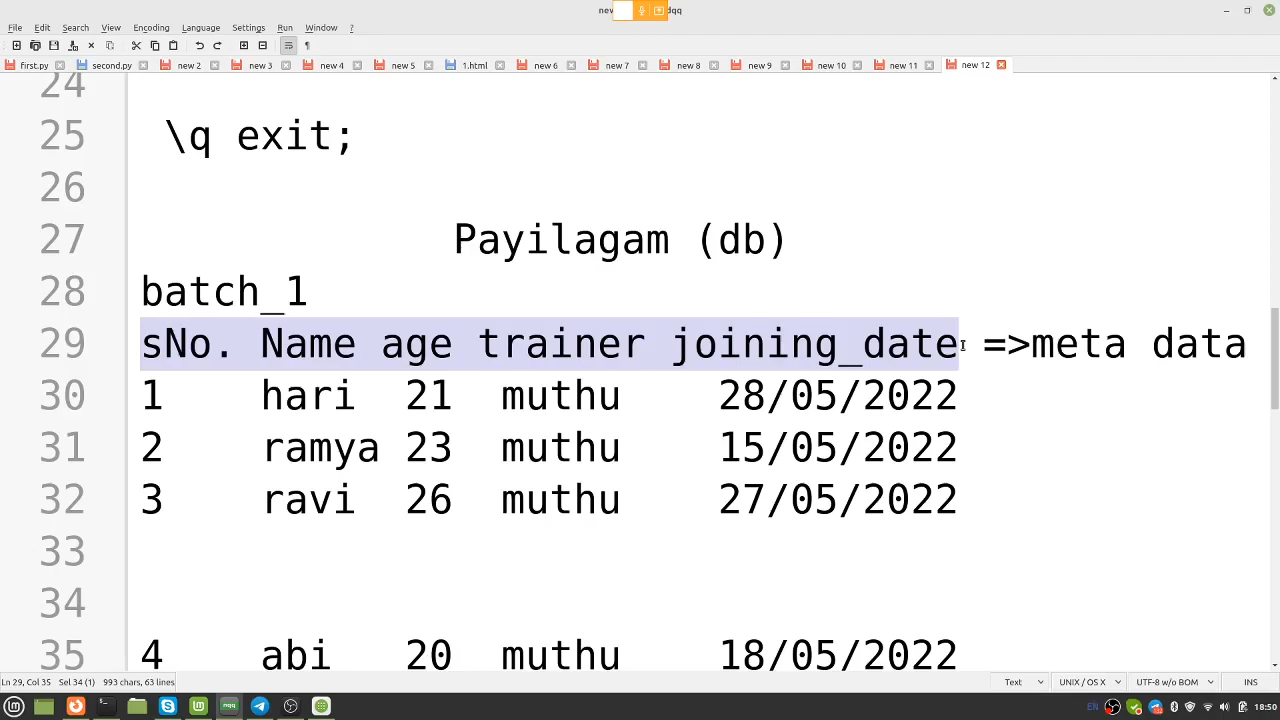 new dqq
File Edit Search View Encoding Language Settings Run Window ?
first.py second.py new 2 new 3 new 4 new 5 1.html new 6 new 7 new 8 new 9 new 10 new 11 new 12
24
25 \q exit;
26
27 Payilagam (db)
28 batch_1
29 sNo. Name age trainer joining_date =>meta data
30 1 hari 21 muthu 28/05/2022
31 2 ramya 23 muthu 15/05/2022
32 3 ravi 26 muthu 27/05/2022
33
34
35 4 abi 20 muthu 18/05/2022
Ln 29, Col 35 Sel 34 (1) 993 chars, 63 lines Text UNIX / OS X UTF-8 w/o BOM INS
EN 18:50